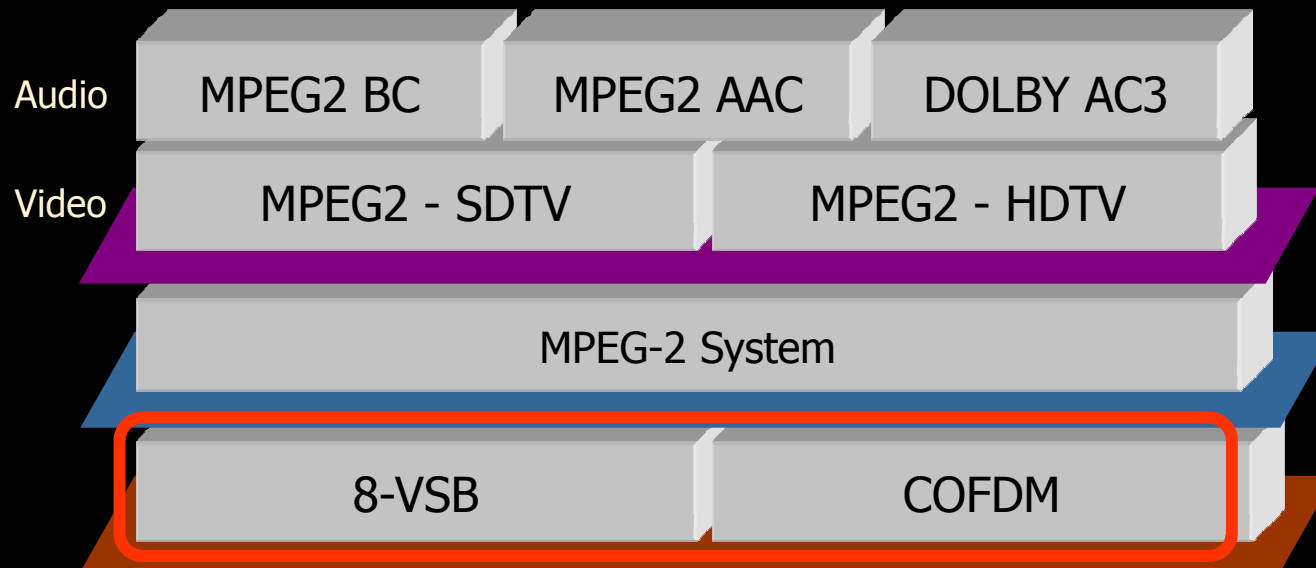 Audio
MPEG2 BC
MPEG2 AAC
DOLBY AC3
Video
MPEG2 - SDTV
MPEG2 - HDTV
MPEG-2 System
8-VSB
COFDM